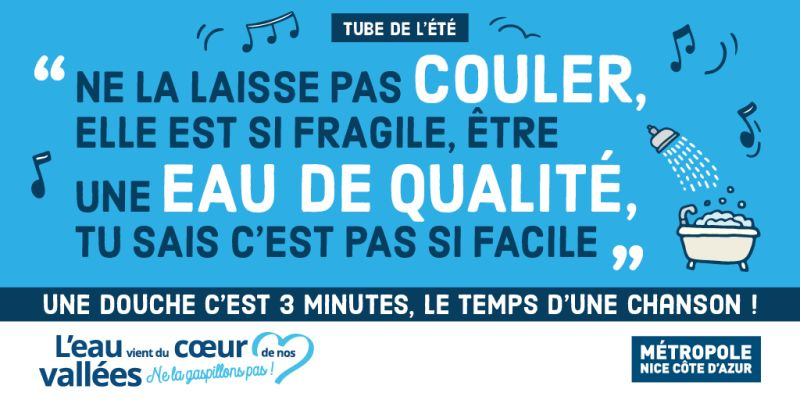 TUBE DE L'ÉTÉ
“ NE LA LAISSE PAS COULER,
ELLE EST SI FRAGILE, ÊTRE
UNE EAU DE QUALITÉ,
TU SAIS C'EST PAS SI FACILE „
UNE DOUCHE C'EST 3 MINUTES, LE TEMPS D'UNE CHANSON !
L'eau vient du cœur de nos
vallées Ne la gaspillons pas !
MÉTROPOLE
NICE CÔTE D'AZUR